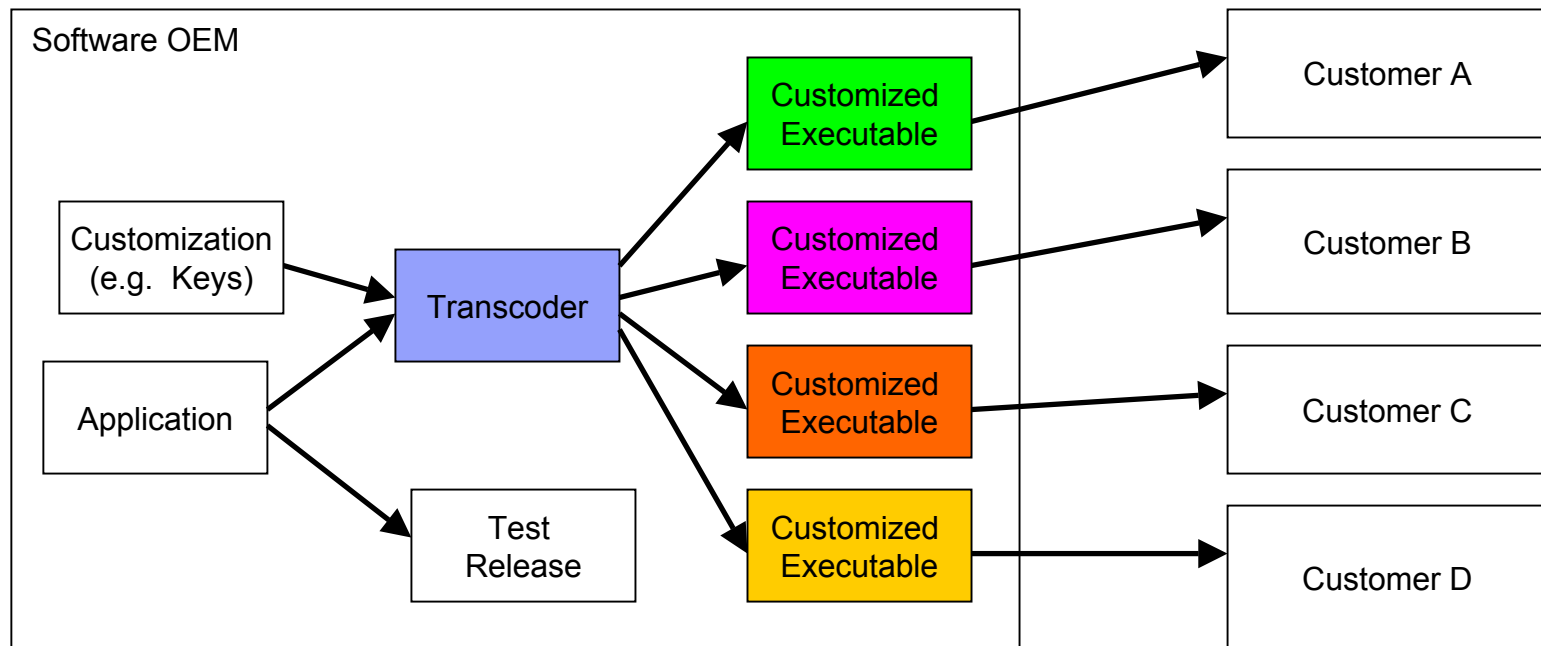 Software OEM
Customized
Executable
Customer A
Customization
(e.g. Keys)
Customized
Executable
Customer B
Transcoder
Application
Customized
Executable
Customer C
Test
Release
Customized
Executable
Customer D